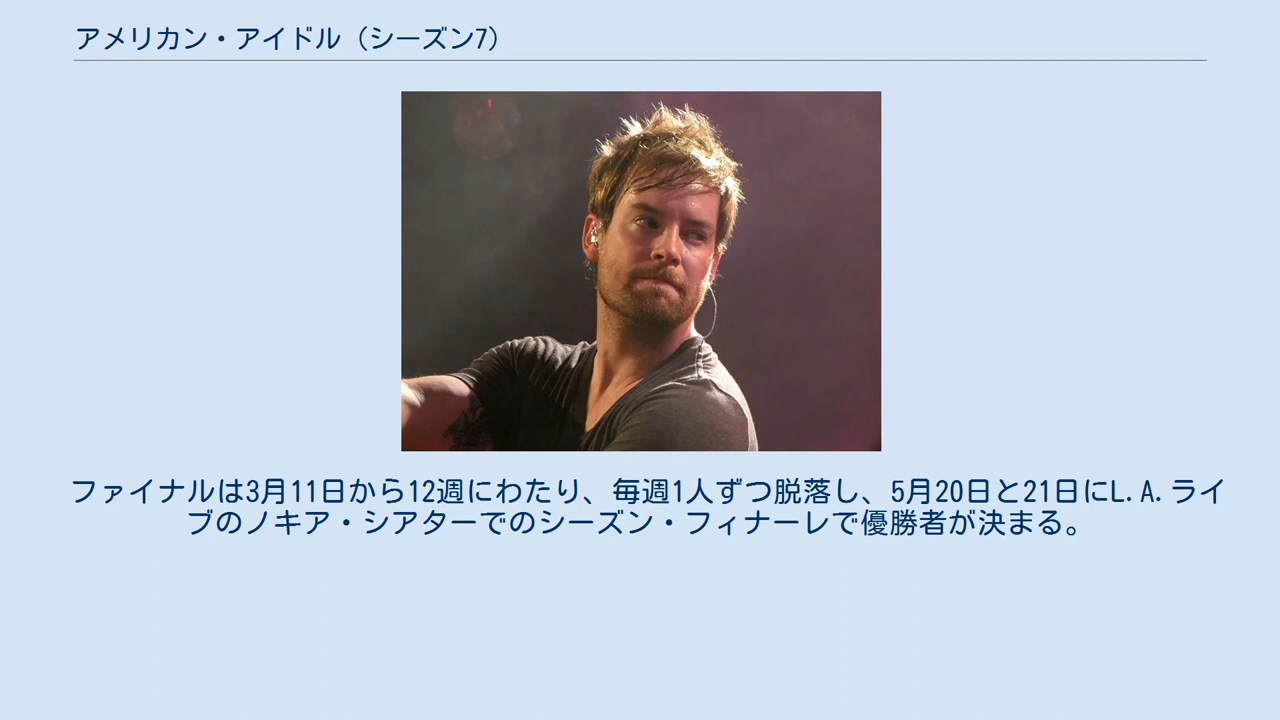 アメリカン・アイドル（シーズン7）
ファイナルは3月11日から12週にわたり、毎週1人ずつ脱落し、5月20日と21日にL.A.ライ
ブのノキア・シアターでのシーズン・フィナーレで優勝者が決まる。